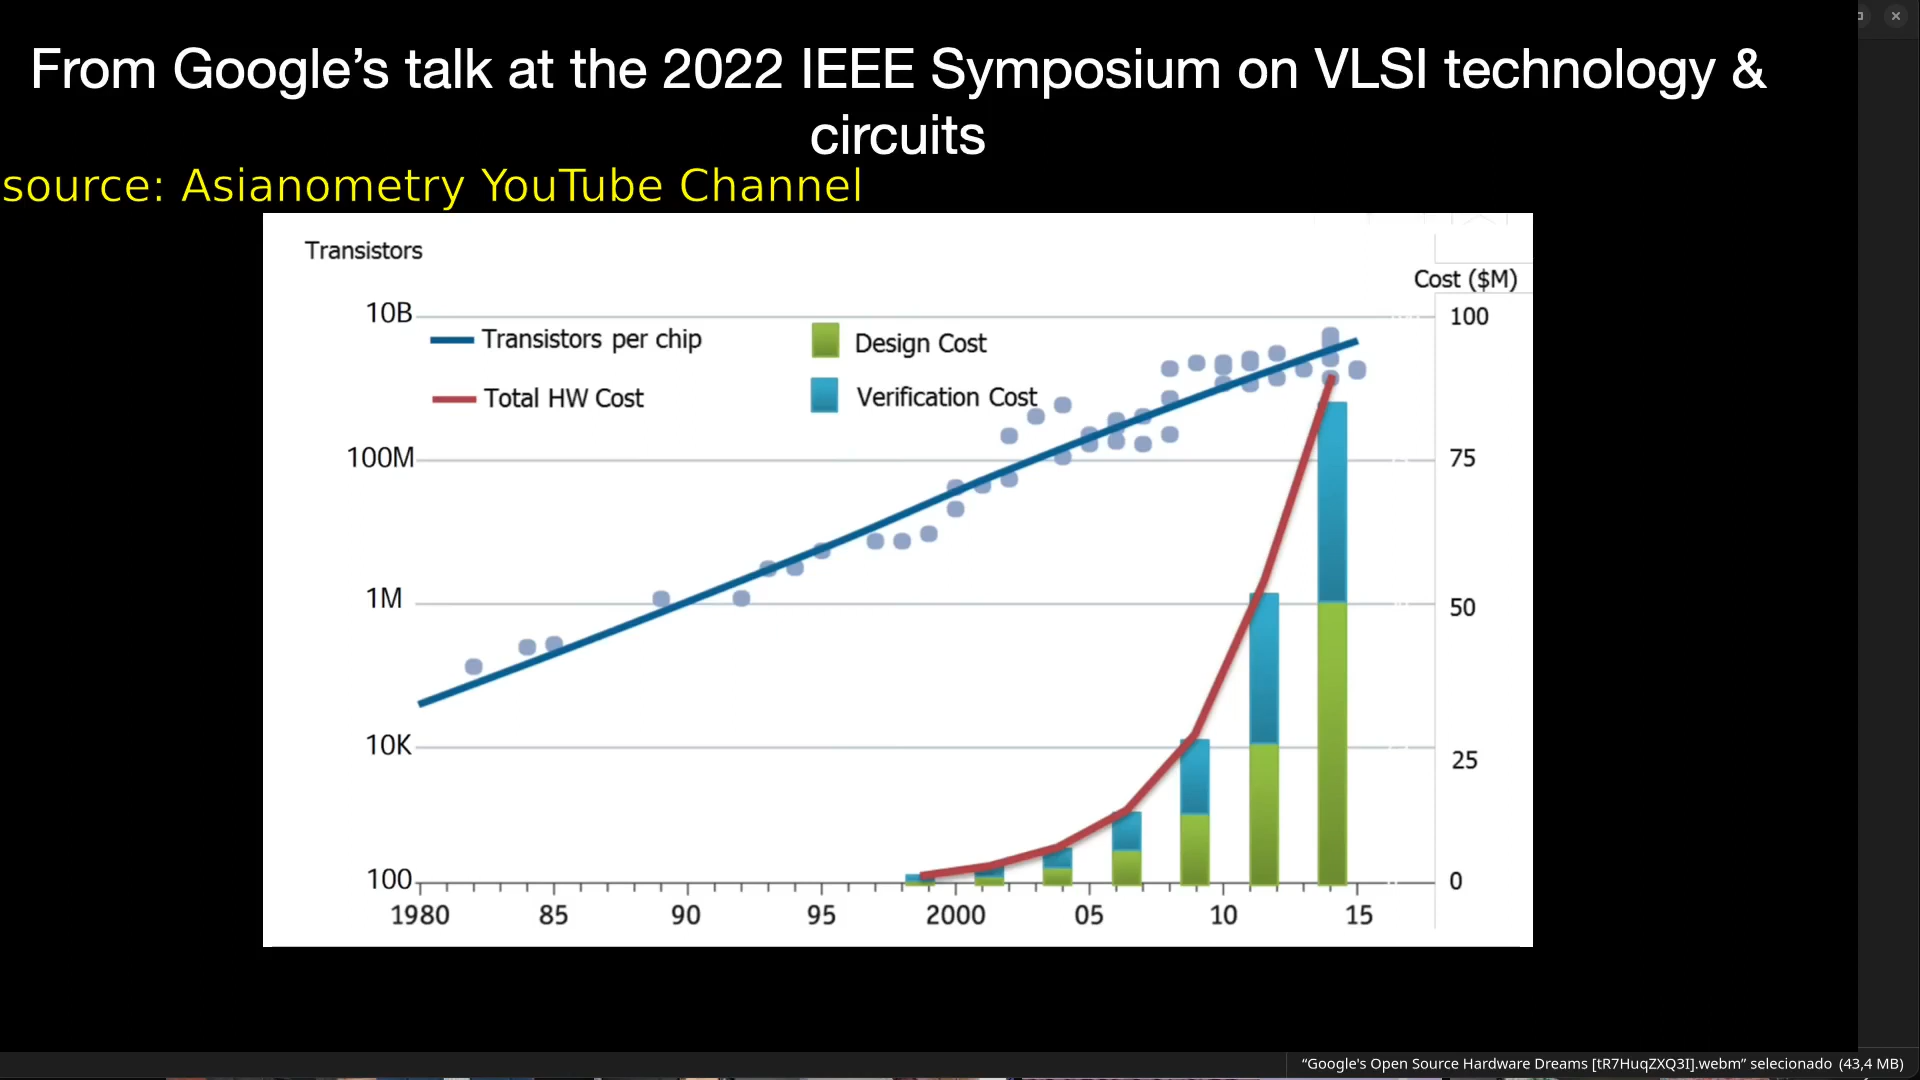 From Google’s talk at the 2022 IEEE Symposium on VLSI technology &
circuits
source: Asianometry YouTube Channel
Transistors
Cost ($M)
10B
100
Transistors per chip
Design Cost
Total HW Cost
Verification Cost
100M
75
1M
50
10K
25
100
0
1980 85 90 95 2000 05 10 15
“Google's Open Source Hardware Dreams [tR7HuqZXQ3I].webm” selecionado (43,4 MB)